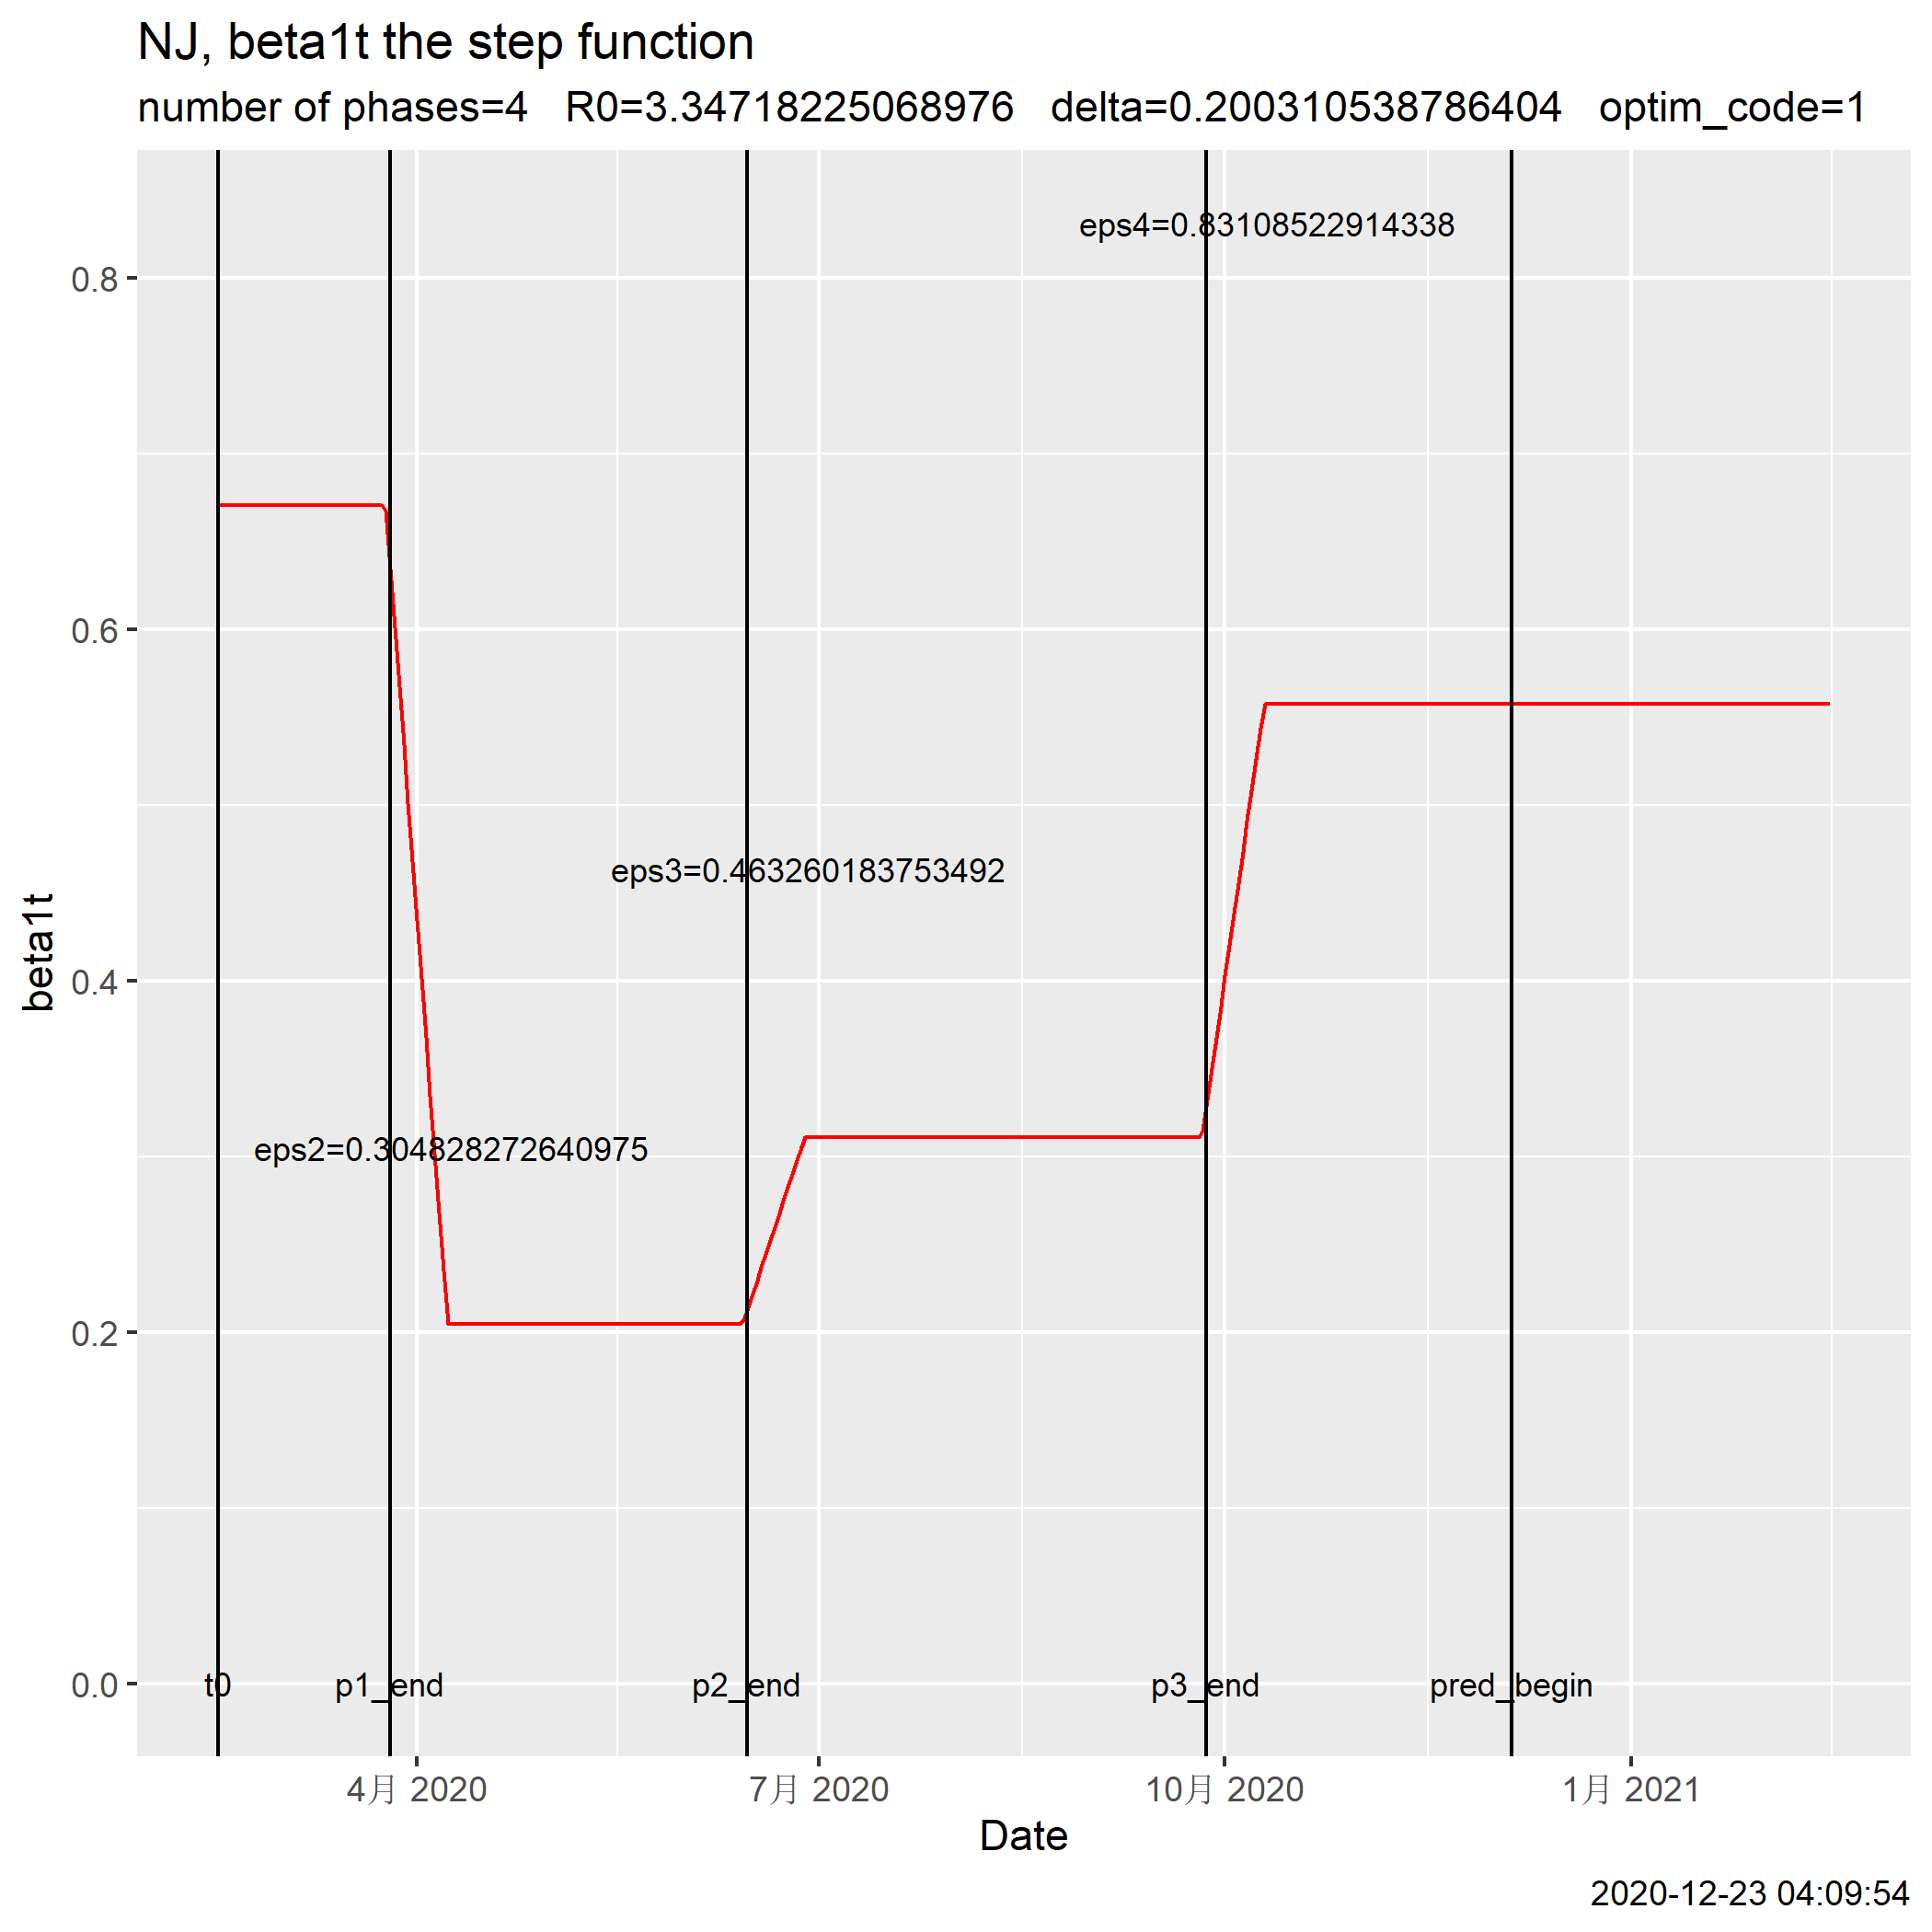 NJ, beta1t the step function
number of phases=4   R0=3.34718225068976   delta=0.200310538786404   optim_code=1
eps4=0.83108522914338
0.8
0.6
eps3=0.463260183753492
beta1t
0.4
eps2=0.304828272640975
0.2
0.0
t0 p1_end p2_end p3_end pred_begin
4月 2020 7月 2020 10月 2020 1月 2021
Date
2020-12-23 04:09:54